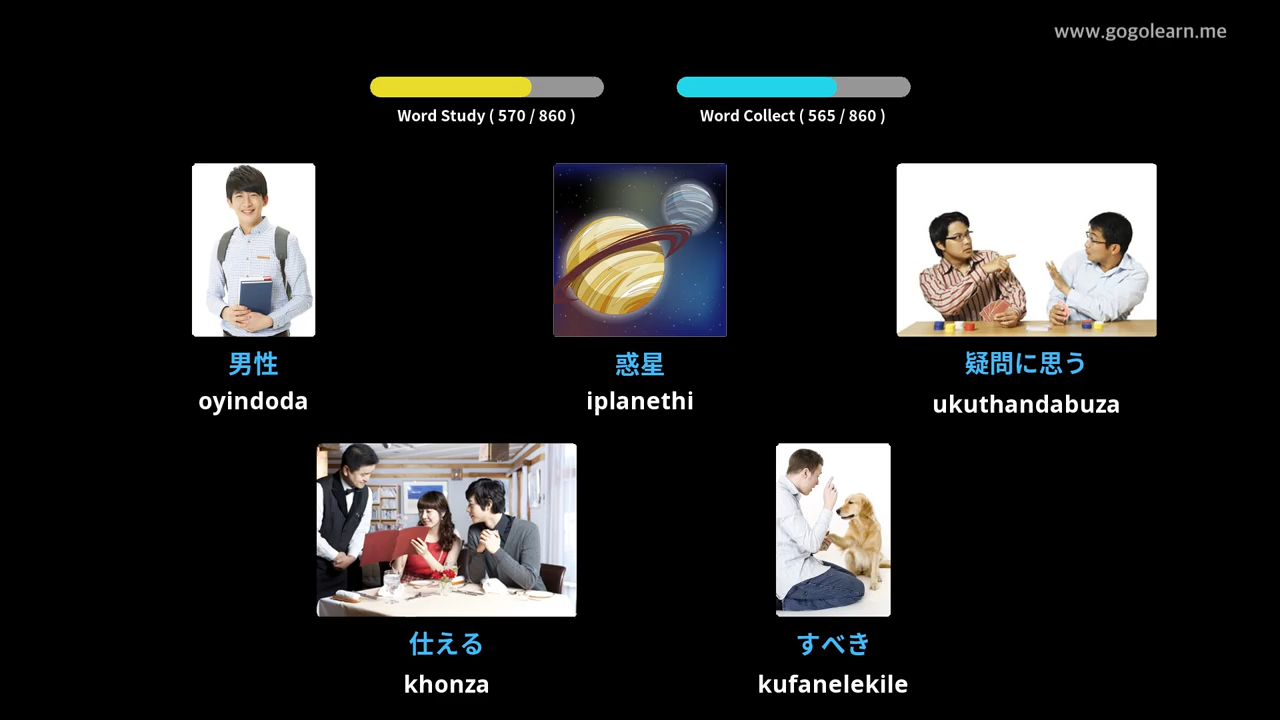 www.gogolearn.me
Word Study ( 570 / 860 )
Word Collect ( 565 / 860 )
男性
oyindoda
惑星
iplanethi
疑問に思う
ukuthandabuza
仕える
khonza
すべき
kufanelekile